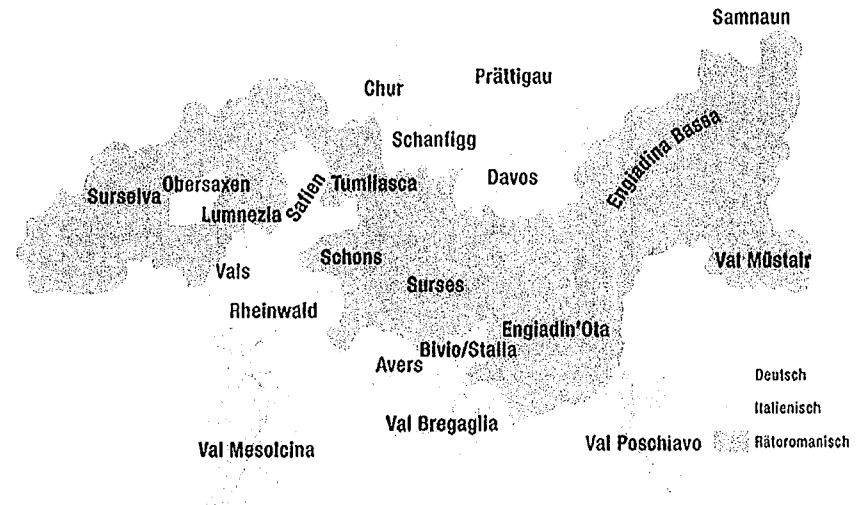 Samnaun
Prättigau
Chur
Schanfigg
Engiadina Bassa
Davos
Tumliasca
Safien
Obersaxen
Surselva
Lumnezia
Val Müstair
Schons
Vals
Surses
Rheinwald
Engiadin'Ota
Bivio/Stalla
Avers
Deutsch
Italienisch
Val Bregaglia
Val Mesolcina
Val Poschiavo
Rätoromanisch